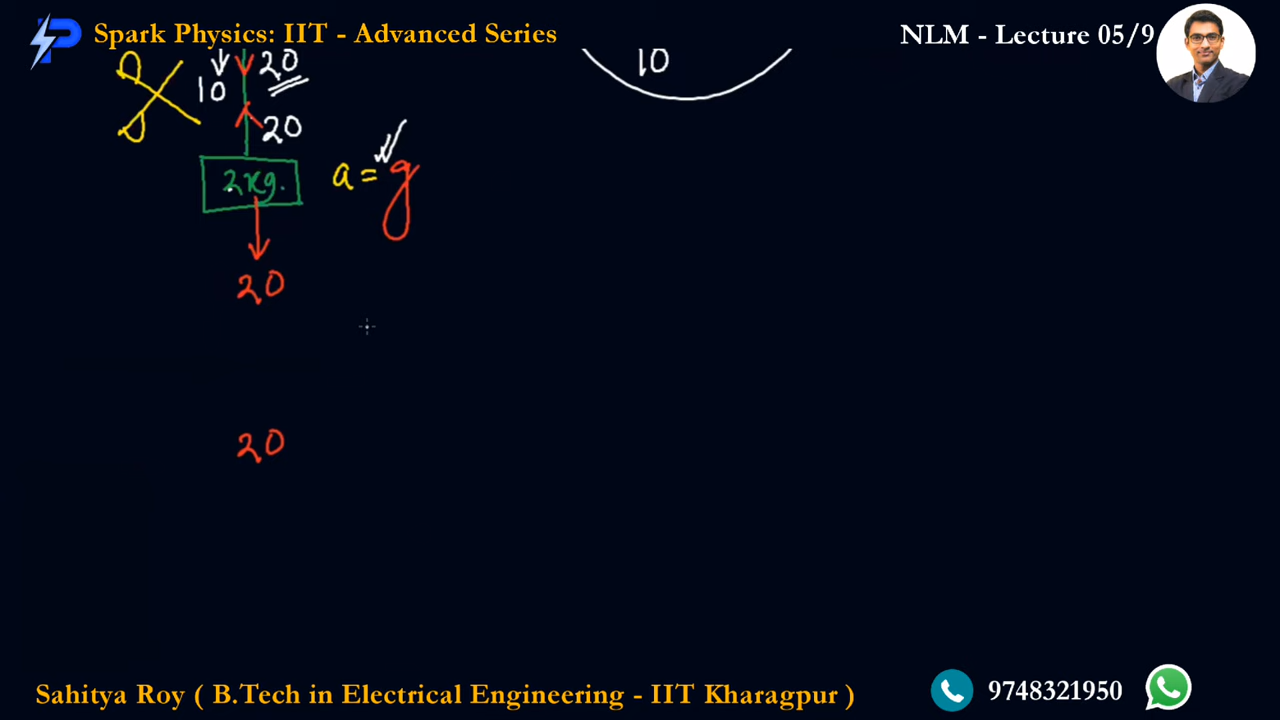 Spark Physics: IIT - Advanced Series
NLM - Lecture 05/9
20
10
10
20
2kg.
a = g
20
20
Sahitya Roy ( B.Tech in Electrical Engineering - IIT Kharagpur )
9748321950